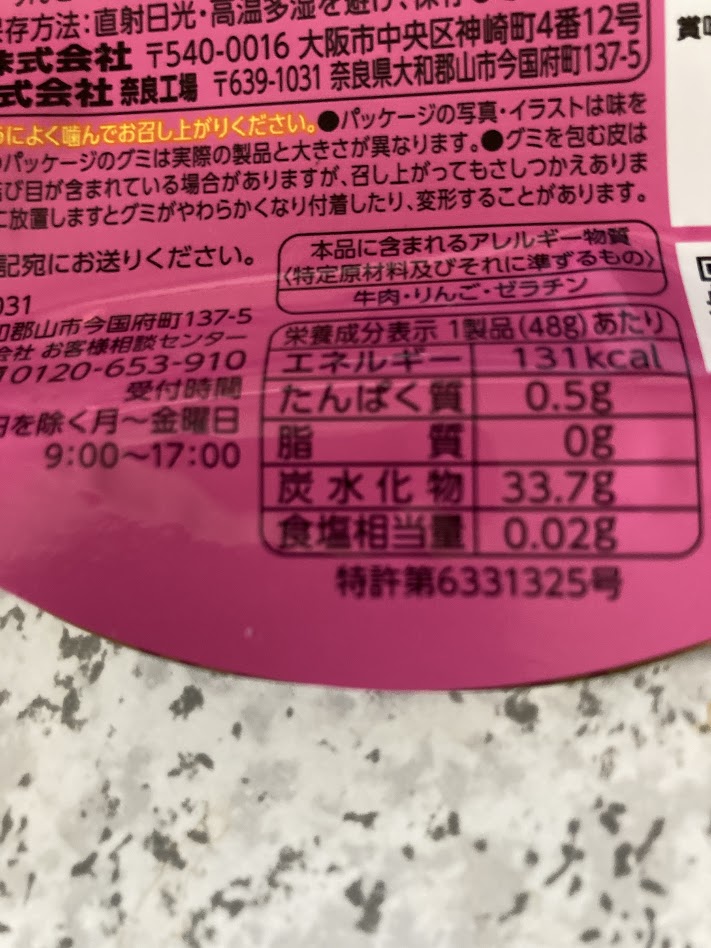 存方法:直射日光・高温多湿を避け、保存
株式会社 〒540-0016 大阪市中央区神崎町4番12号
式会社 奈良工場 〒639-1031 奈良県大和郡山市今国府町137-5
うによく噛んでお召し上がりください。●パッケージの写真・イラストは味を
パッケージのグミは実際の製品と大きさが異なります。●グミを包む皮は
結び目が含まれている場合がありますが、召し上がってもさしつかえありま
に放置しますとグミがやわらかくなり付着したり、変形することがあります。
記宛にお送りください。
031
和郡山市今国府町137-5
会社 お客様相談センター
0120-653-910
受付時間
日を除く月〜金曜日
9:00〜17:00
本品に含まれるアレルギー物質
〈特定原材料及びそれに準ずるもの〉
牛肉・りんご・ゼラチン
栄養成分表示 1製品(48g)あたり
エネルギー 131kcal
たんぱく質 0.5g
脂質 0g
炭水化物 33.7g
食塩相当量 0.02g
特許第6331325号
賞味